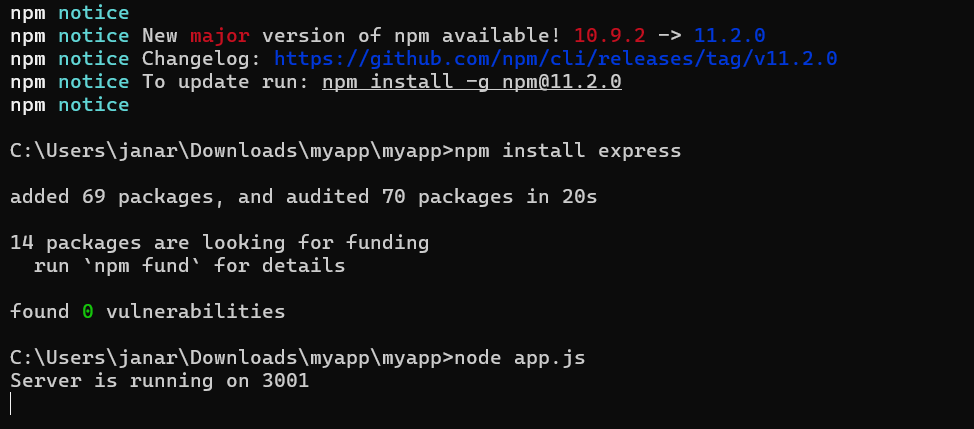 npm notice
npm notice New major version of npm available! 10.9.2 -> 11.2.0
npm notice Changelog: https://github.com/npm/cli/releases/tag/v11.2.0
npm notice To update run: npm install -g npm@11.2.0
npm notice
C:\Users\janar\Downloads\myapp\myapp>npm install express
added 69 packages, and audited 70 packages in 20s
14 packages are looking for funding
  run `npm fund` for details
found 0 vulnerabilities
C:\Users\janar\Downloads\myapp\myapp>node app.js
Server is running on 3001